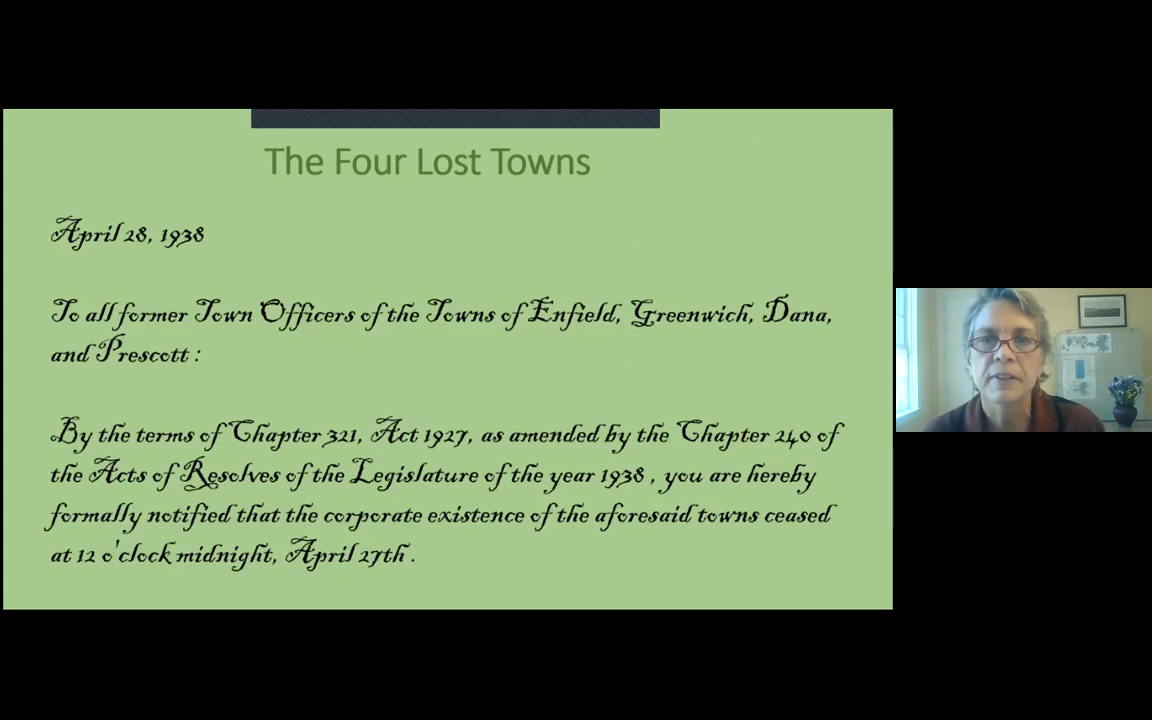 The Four Lost Towns
April 28, 1938
To all former Town Officers of the Towns of Enfield, Greenwich, Dana,
and Prescott :
By the terms of Chapter 321, Act 1927, as amended by the Chapter 240 of
the Acts of Resolves of the Legislature of the year 1938 , you are hereby
formally notified that the corporate existence of the aforesaid towns ceased
at 12 o'clock midnight, April 27th .